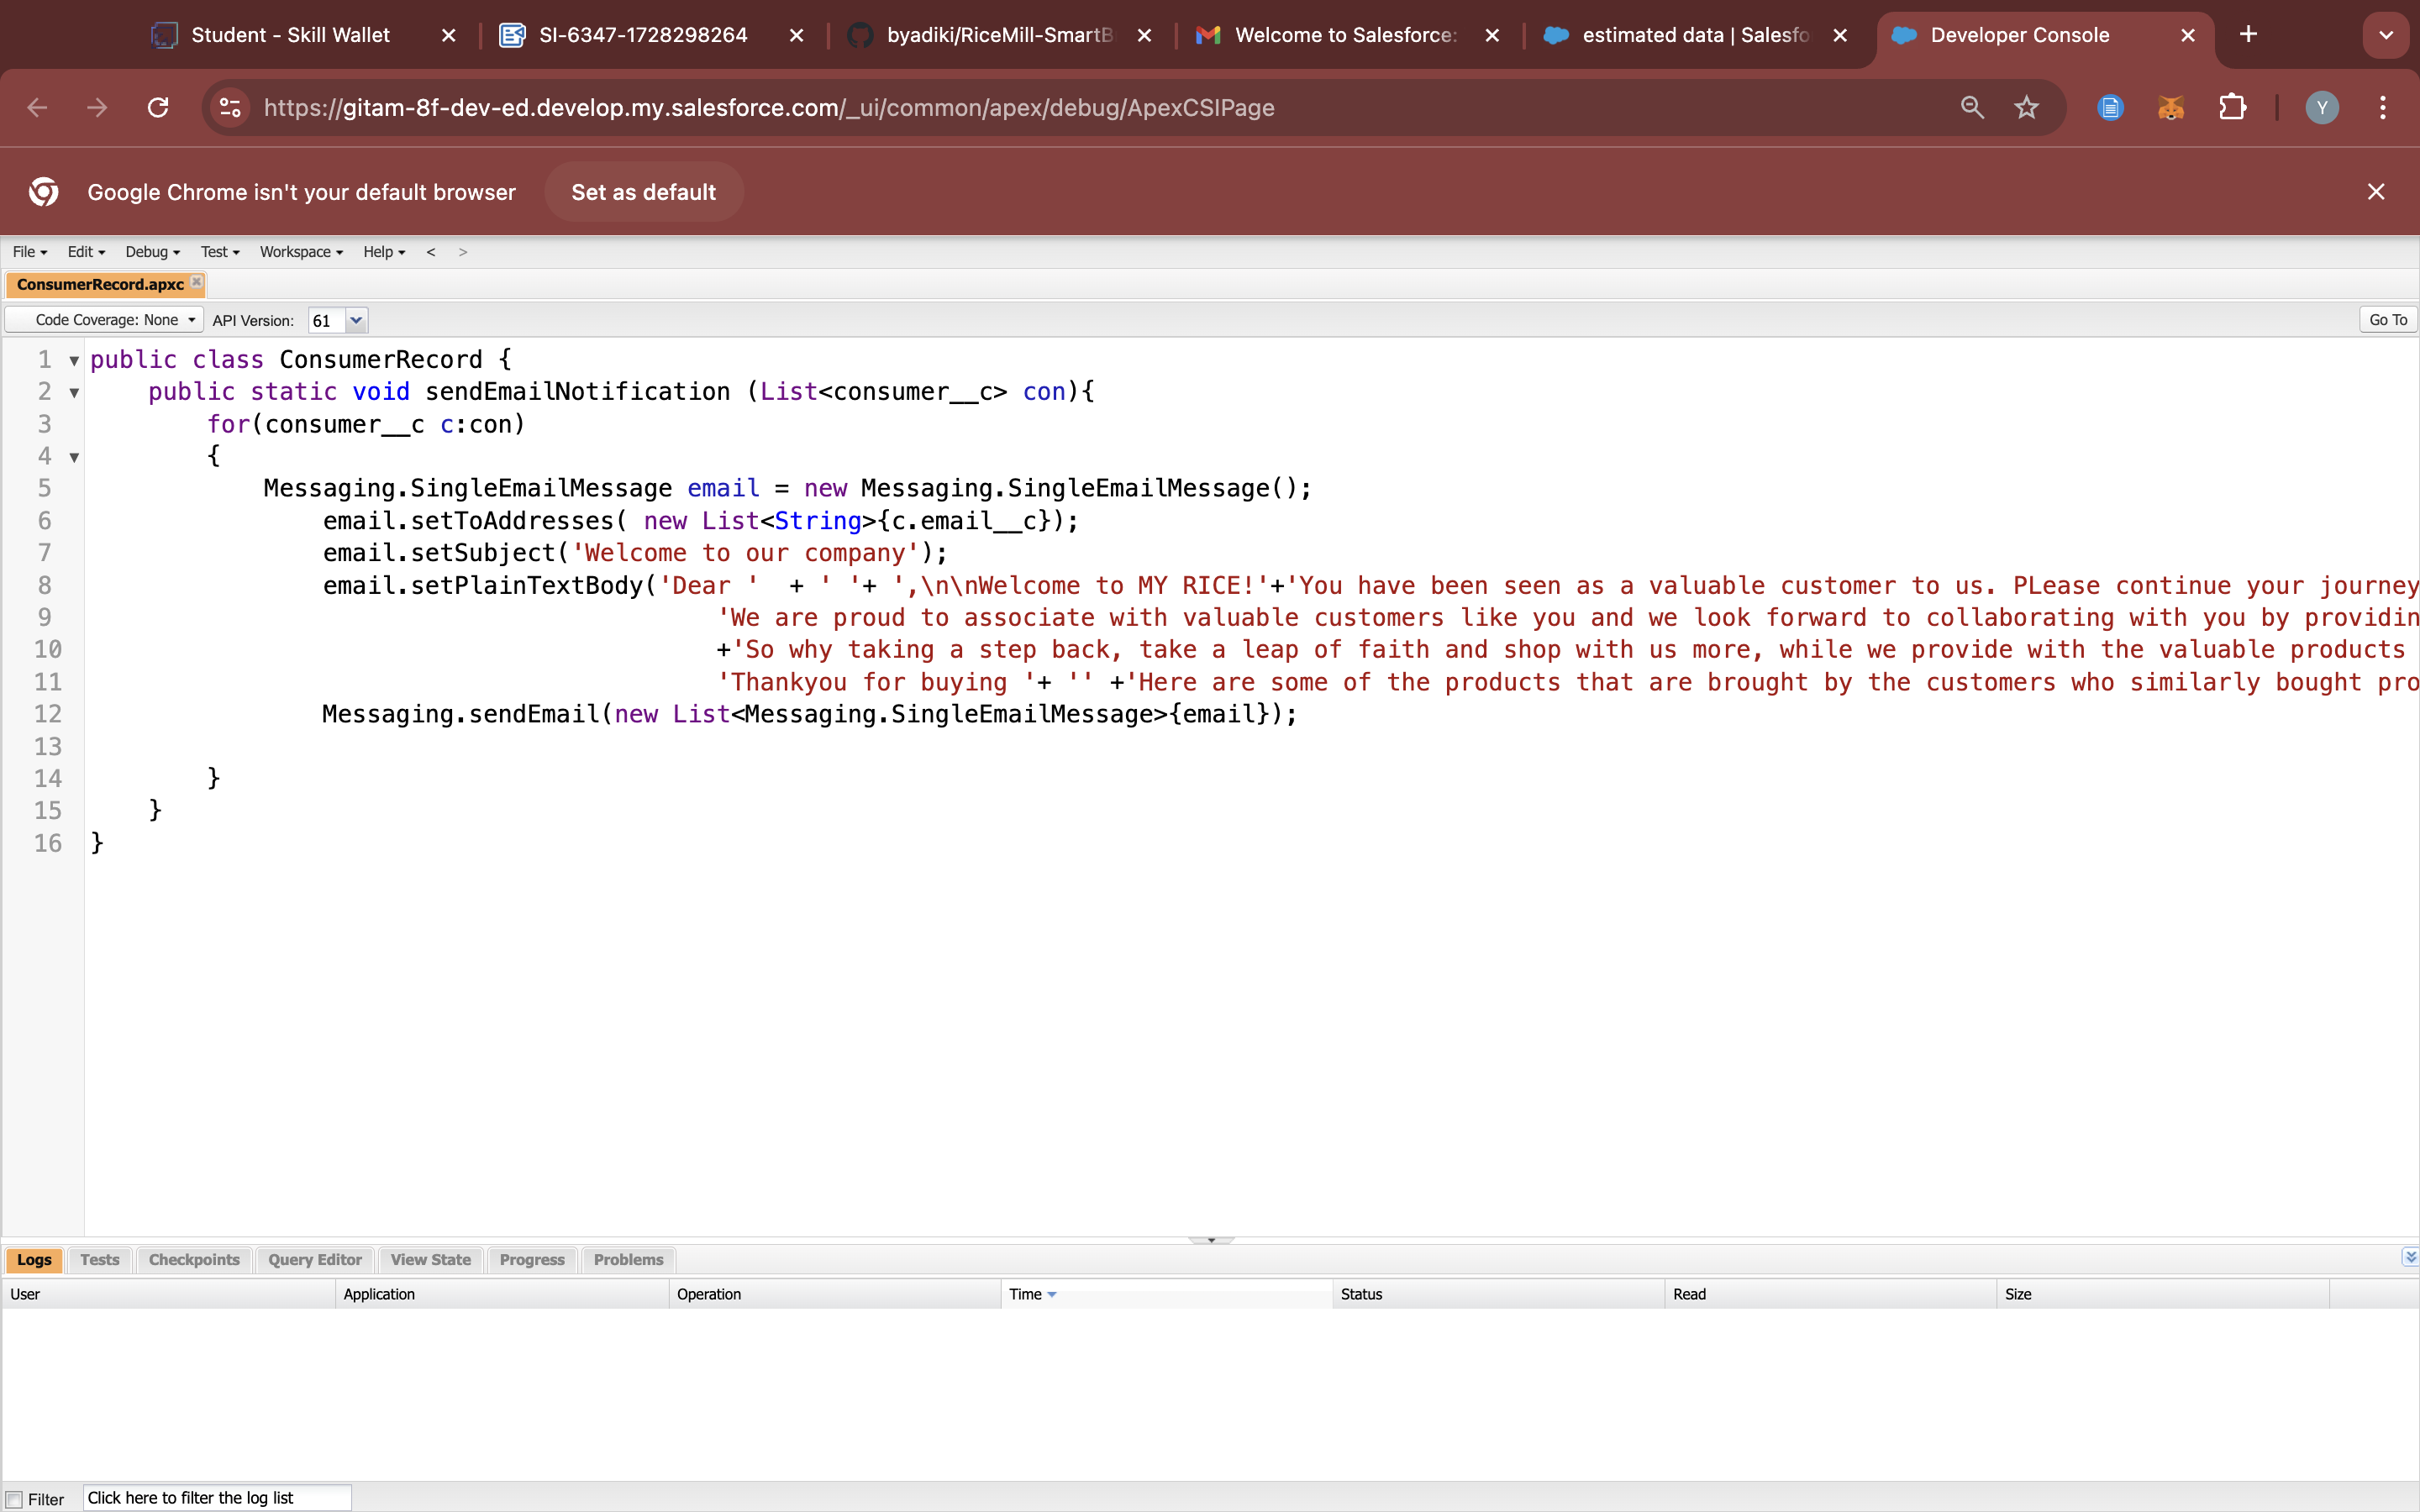 Student - Skill Wallet
SI-6347-1728298264
byadiki/RiceMill-SmartB
Welcome to Salesforce:
estimated data | Salesfo
Developer Console
https://gitam-8f-dev-ed.develop.my.salesforce.com/_ui/common/apex/debug/ApexCSIPage
Y
Google Chrome isn't your default browser
Set as default
File Edit Debug Test Workspace Help < >
ConsumerRecord.apxc
Code Coverage: None API Version: 61 Go To
1 public class ConsumerRecord {
2 public static void sendEmailNotification (List<consumer__c> con){
3 for(consumer__c c:con)
4 {
5 Messaging.SingleEmailMessage email = new Messaging.SingleEmailMessage();
6 email.setToAddresses( new List<String>{c.email__c});
7 email.setSubject('Welcome to our company');
8 email.setPlainTextBody('Dear '  + ' '+ ',\n\nWelcome to MY RICE!'+'You have been seen as a valuable customer to us. PLease continue your journey
9 'We are proud to associate with valuable customers like you and we look forward to collaborating with you by providin
10 +'So why taking a step back, take a leap of faith and shop with us more, while we provide with the valuable products
11 'Thankyou for buying '+ '' +'Here are some of the products that are brought by the customers who similarly bought pro
12 Messaging.sendEmail(new List<Messaging.SingleEmailMessage>{email});
13
14 }
15 }
16 }
Logs Tests Checkpoints Query Editor View State Progress Problems
User Application Operation Time Status Read Size
Filter Click here to filter the log list